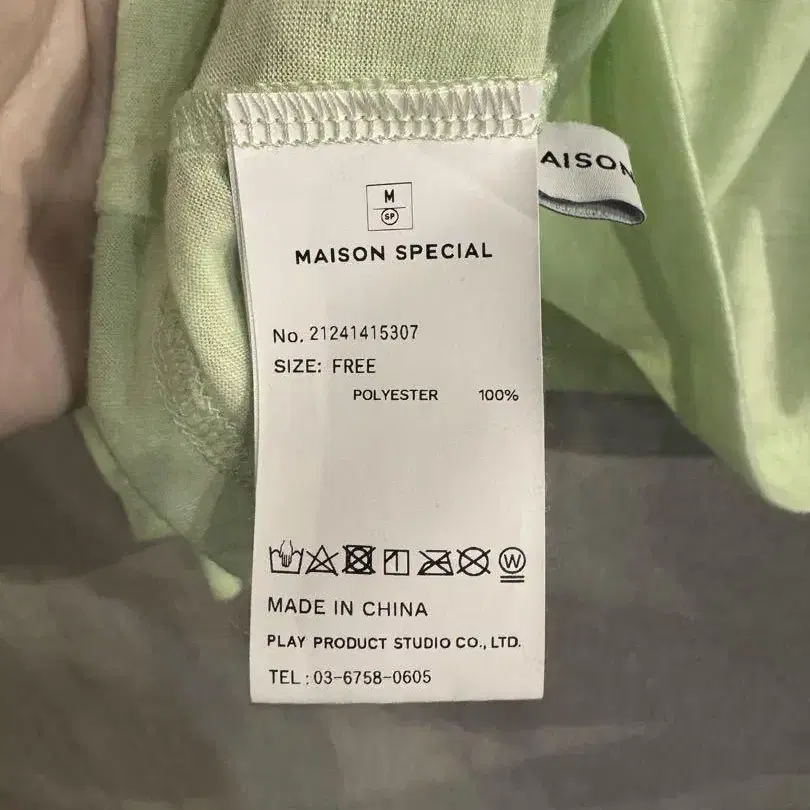 M
SP
MAISON SPECIAL
AISON
No. 21241415307
SIZE: FREE
POLYESTER 100%
W
MADE IN CHINA
PLAY PRODUCT STUDIO CO., LTD.
TEL : 03-6758-0605